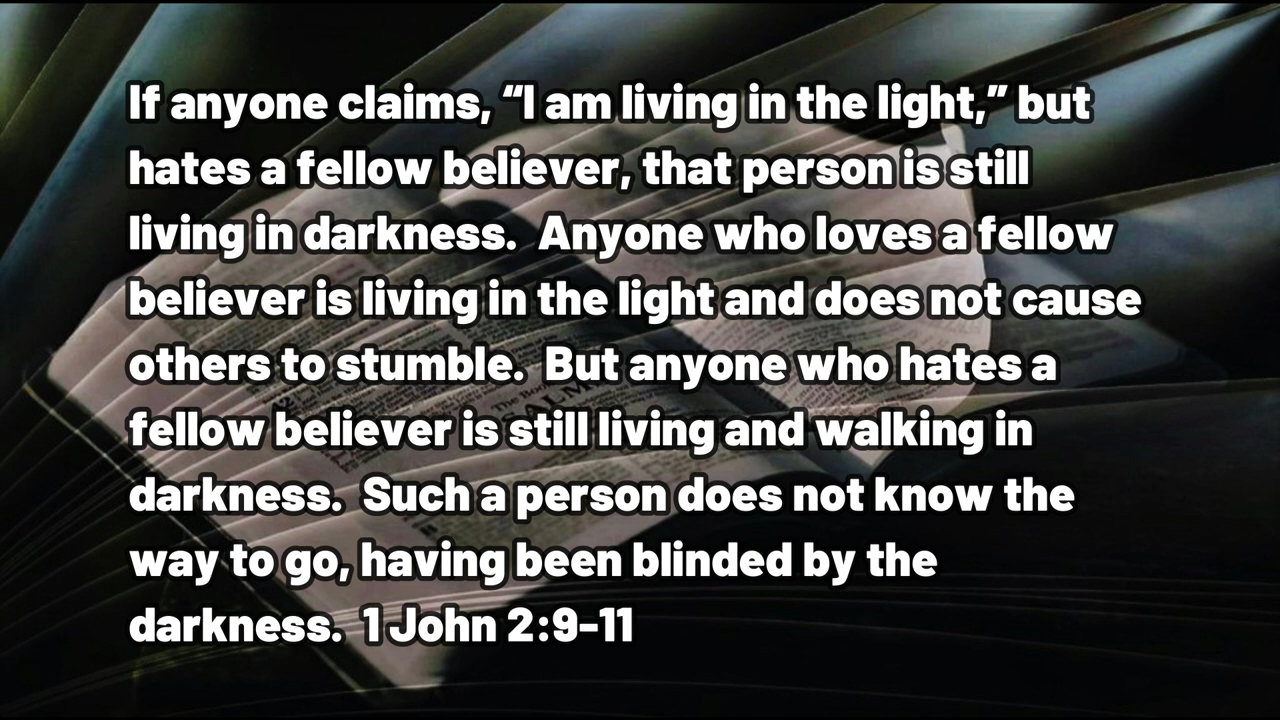 If anyone claims, “I am living in the light,” but
hates a fellow believer, that person is still
living in darkness.  Anyone who loves a fellow
believer is living in the light and does not cause
others to stumble.  But anyone who hates a
fellow believer is still living and walking in
darkness.  Such a person does not know the
way to go, having been blinded by the
darkness.  1 John 2:9-11